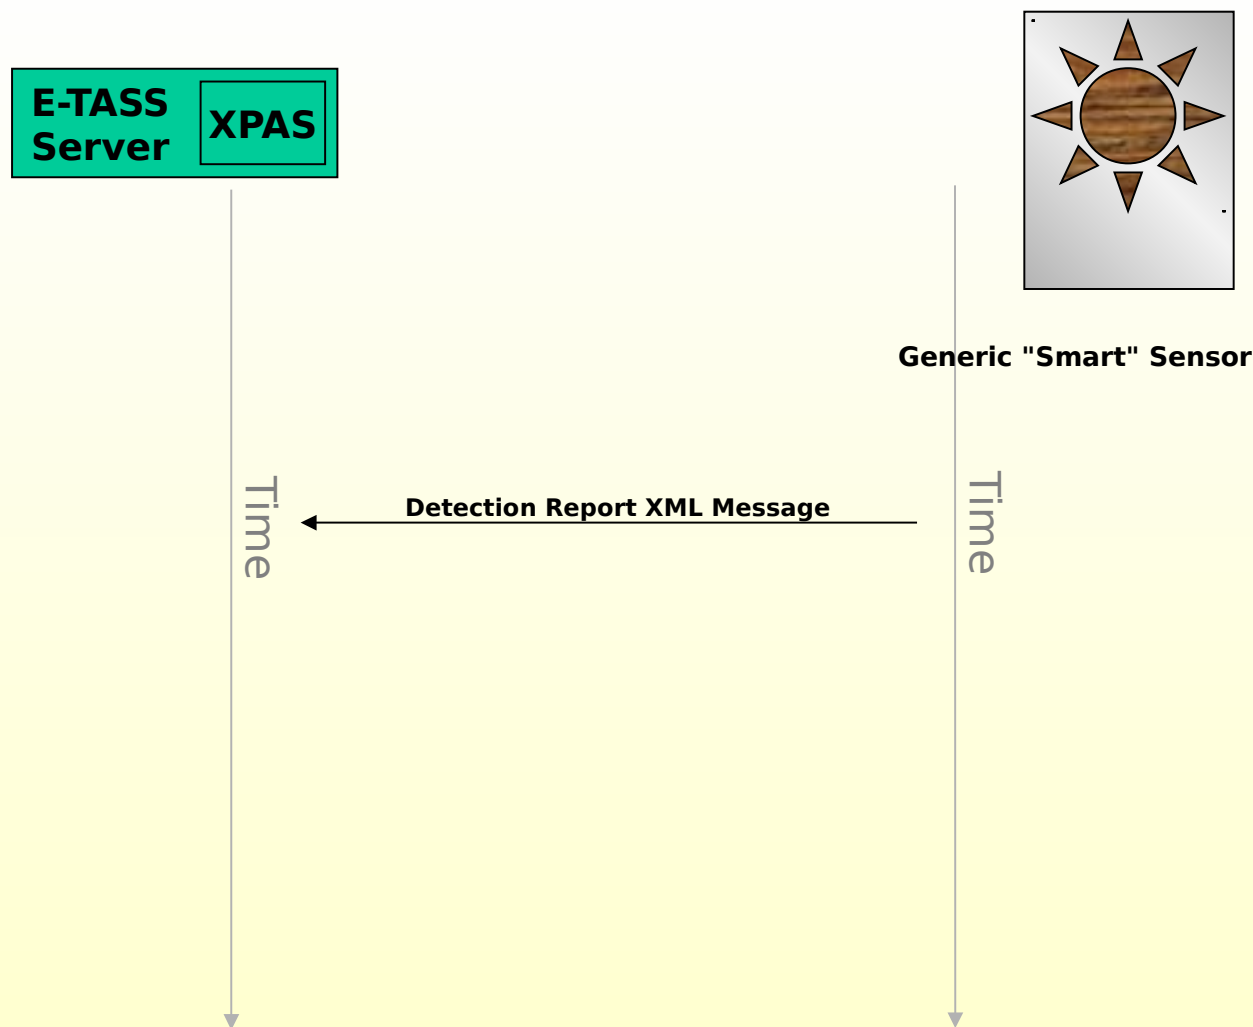 E-TASS
Server
XPAS
Generic "Smart" Sensor
Time
Detection Report XML Message
Time